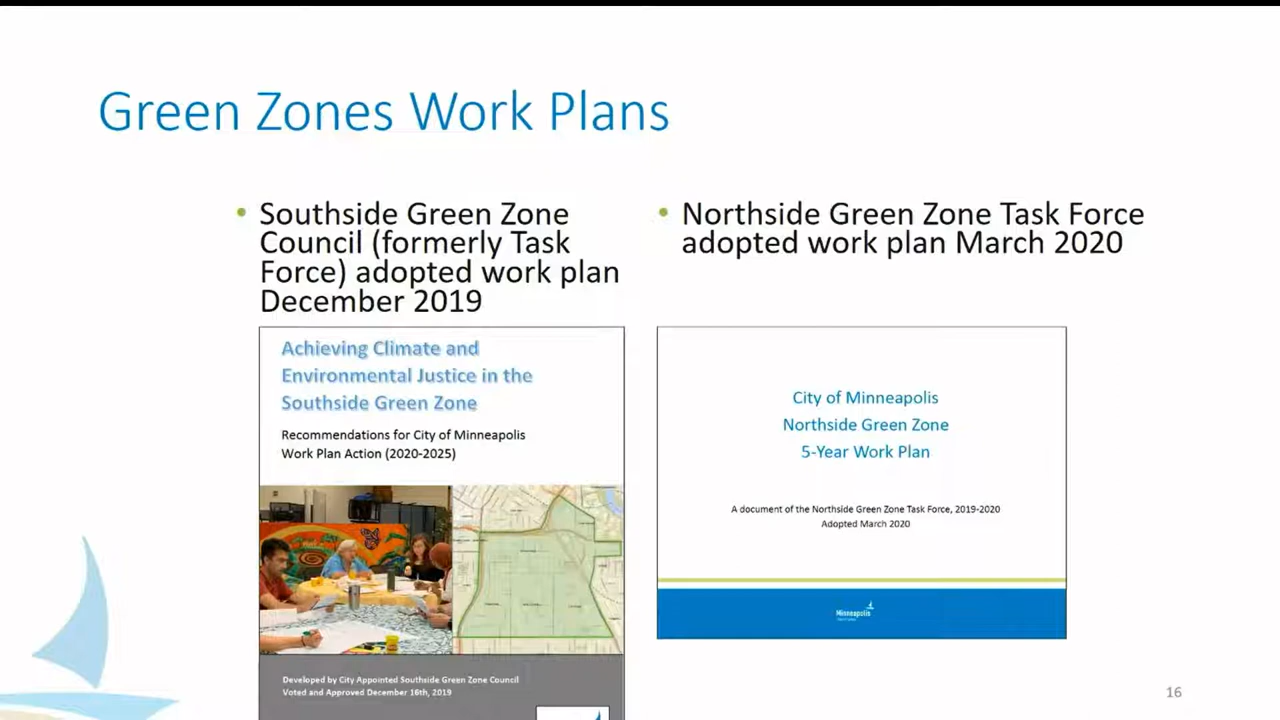 Green Zones Work Plans
• Southside Green Zone
Council (formerly Task
Force) adopted work plan
December 2019
• Northside Green Zone Task Force
adopted work plan March 2020
Achieving Climate and
Environmental Justice in the
Southside Green Zone
Recommendations for City of Minneapolis
Work Plan Action (2020-2025)
Developed by City Appointed Southside Green Zone Council
Voted and Approved December 16th, 2019
City of Minneapolis
Northside Green Zone
5-Year Work Plan
A document of the Northside Green Zone Task Force, 2019-2020
Adopted March 2020
Minneapolis
16